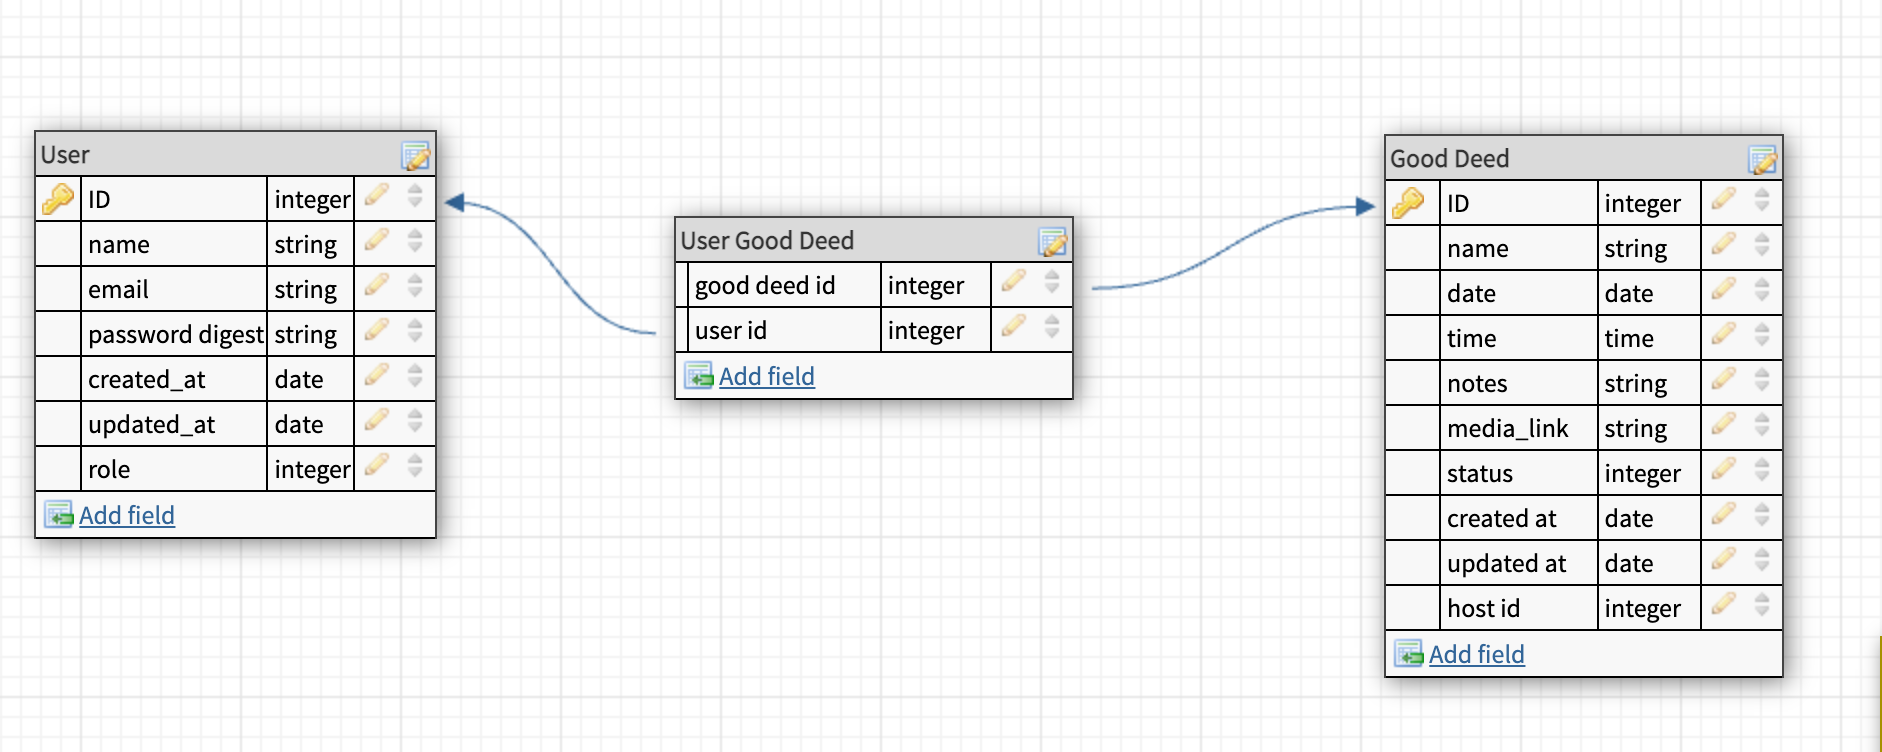 User
ID integer
name string
email string
password digest string
created_at date
updated_at date
role integer
Add field
User Good Deed
good deed id integer
user id integer
Add field
Good Deed
ID integer
name string
date date
time time
notes string
media_link string
status integer
created at date
updated at date
host id integer
Add field